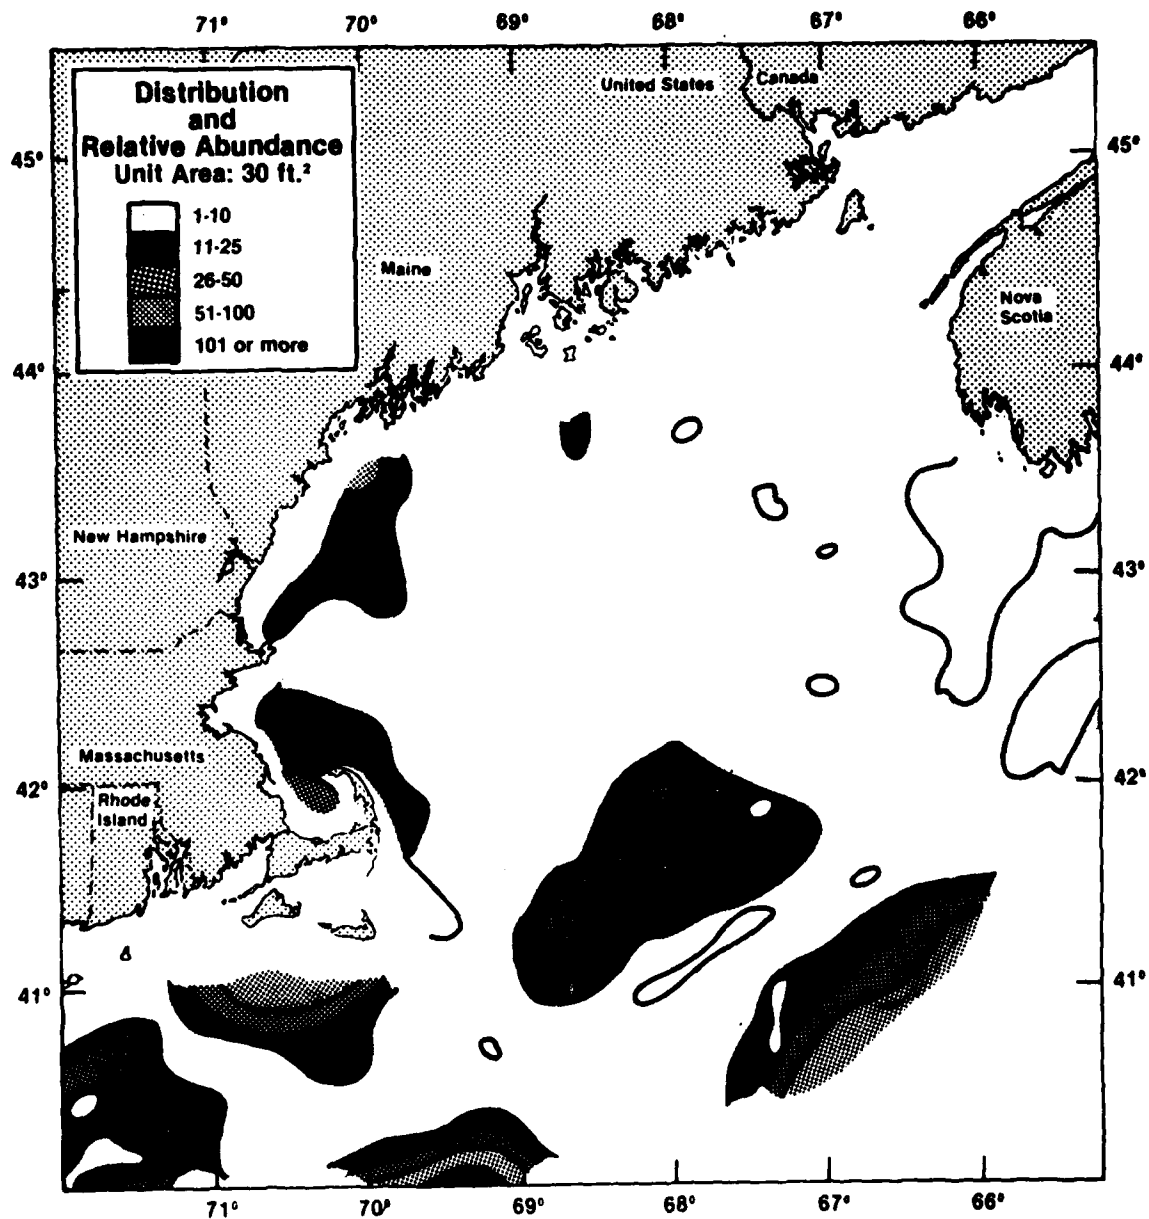 71° 70° 69° 68° 67° 66°
United States
Canada
Distribution
and
Relative Abundance
Unit Area: 30 ft.²
1-10
11-25
26-50
51-100
101 or more
45° 45°
Maine
Nova
Scotia
44° 44°
New Hampshire
43° 43°
Massachusetts
42° 42°
Rhode
Island
41° 41°
71° 70° 69° 68° 67° 66°